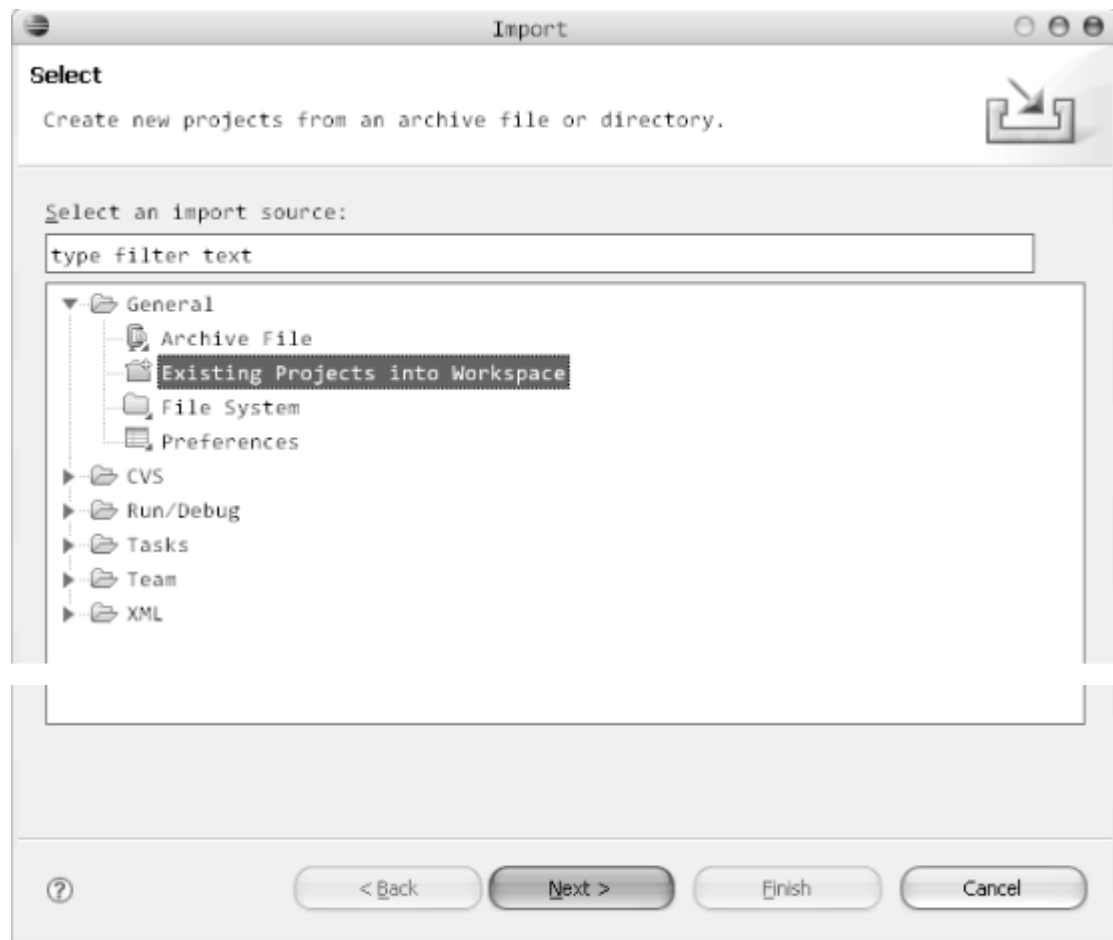 Import
Select
Create new projects from an archive file or directory.
Select an import source:
type filter text
General
Archive File
Existing Projects into Workspace
File System
Preferences
CVS
Run/Debug
Tasks
Team
XML
?
< Back Next > Finish Cancel